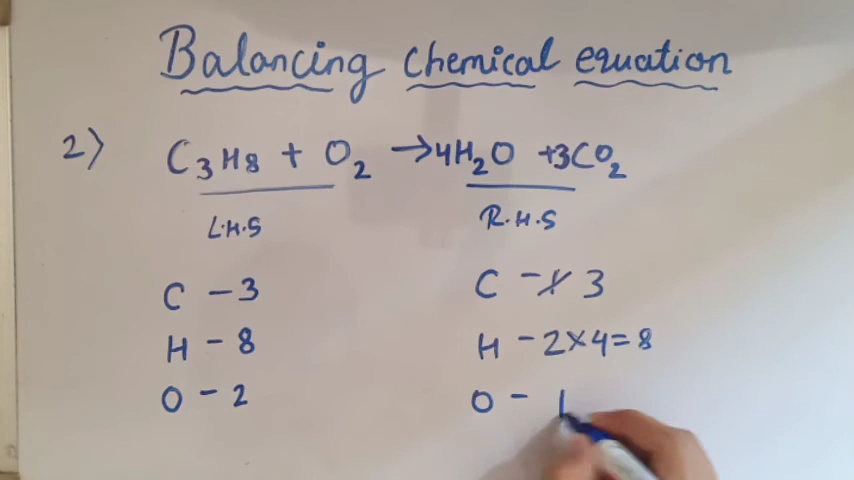 Balancing chemical equation
2) C3H8 + O2 →4H2O +3CO2
L.H.S R.H.S
C - 3 C - 3
H - 8 H - 2×4=8
O - 2 O - 1